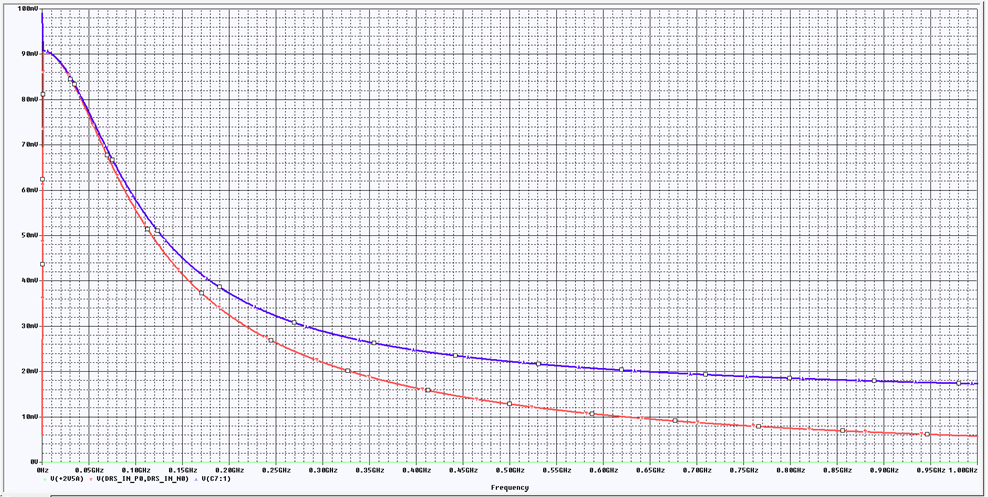 100mV
90mV
80mV
70mV
60mV
50mV
40mV
30mV
20mV
10mV
0V
0Hz 0.05GHz 0.10GHz 0.15GHz 0.20GHz 0.25GHz 0.30GHz 0.35GHz 0.40GHz 0.45GHz 0.50GHz 0.55GHz 0.60GHz 0.65GHz 0.70GHz 0.75GHz 0.80GHz 0.85GHz 0.90GHz 0.95GHz 1.00GHz
V(+2V5A) V(DRS_IN_P0,DRS_IN_N0) V(C7:1)
Frequency